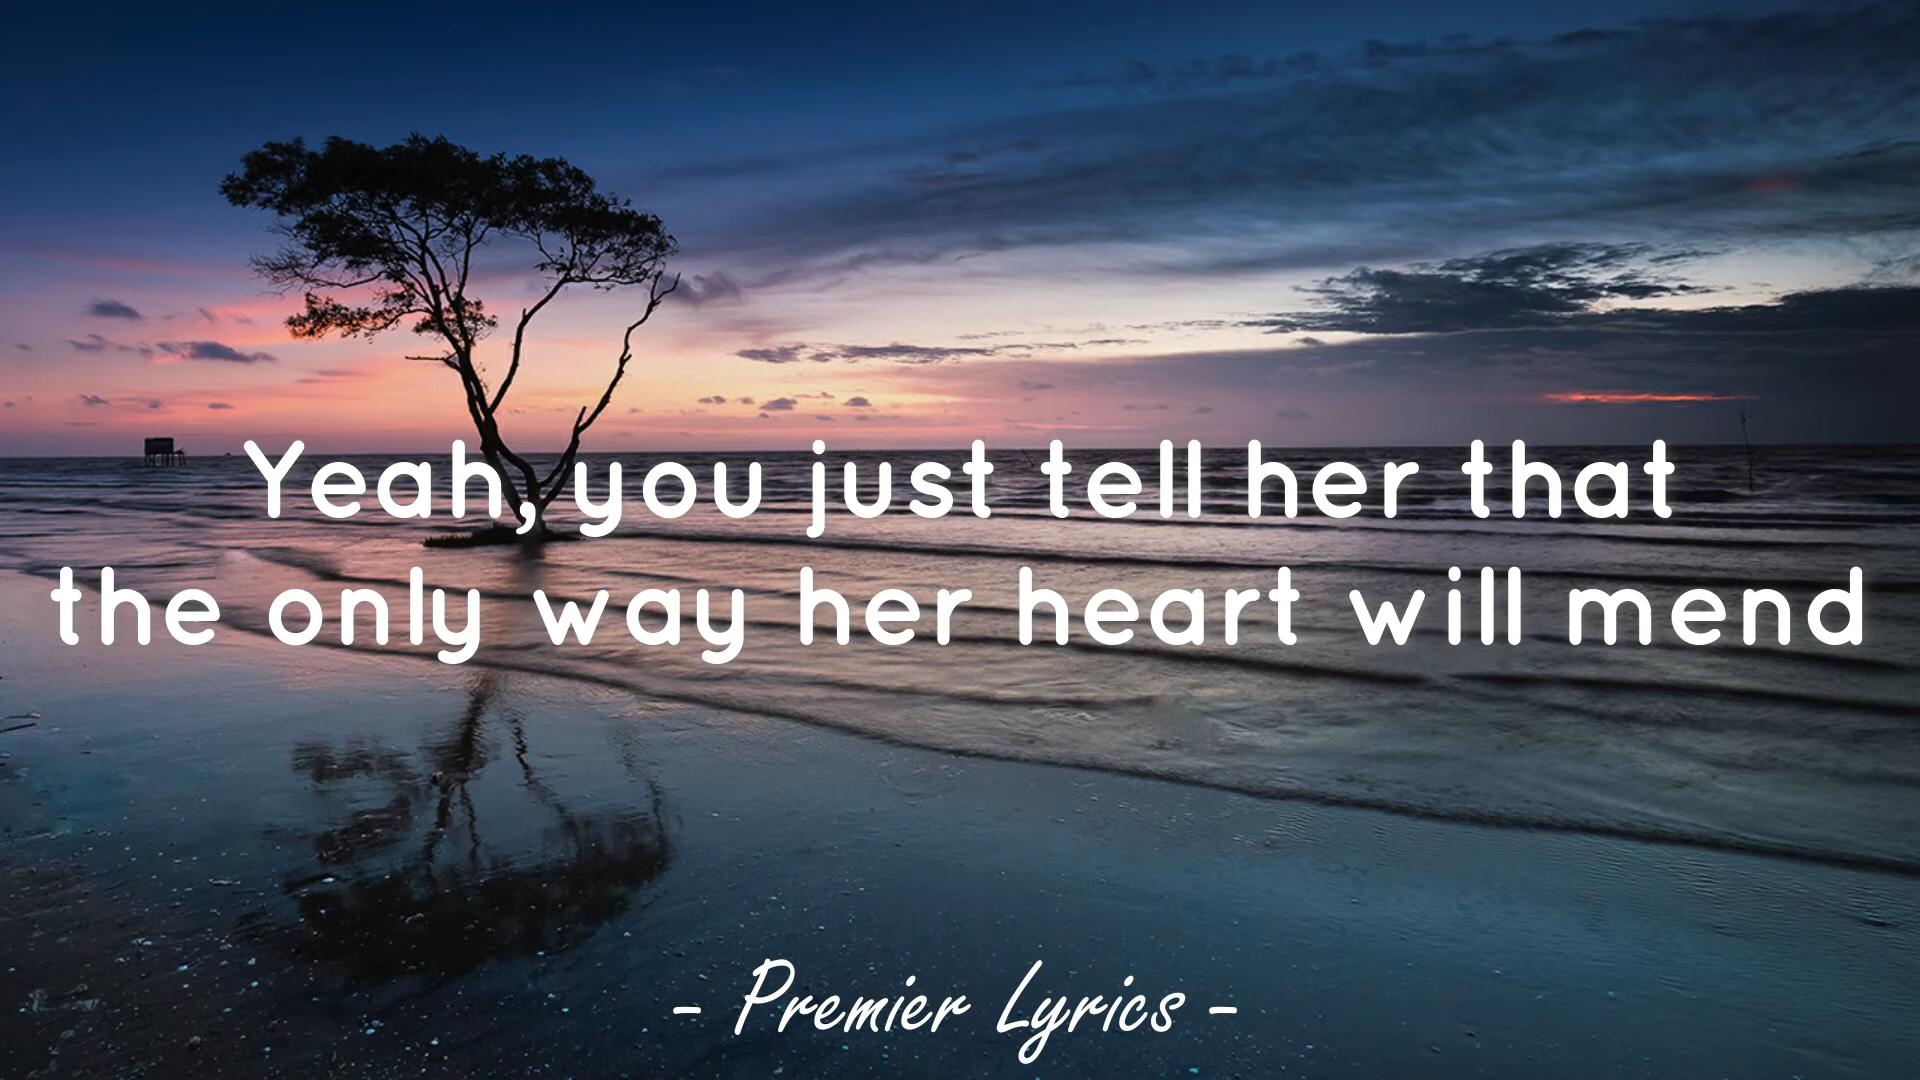 Yeah, you just tell her that
the only way her heart will mend
- Premier Lyrics -